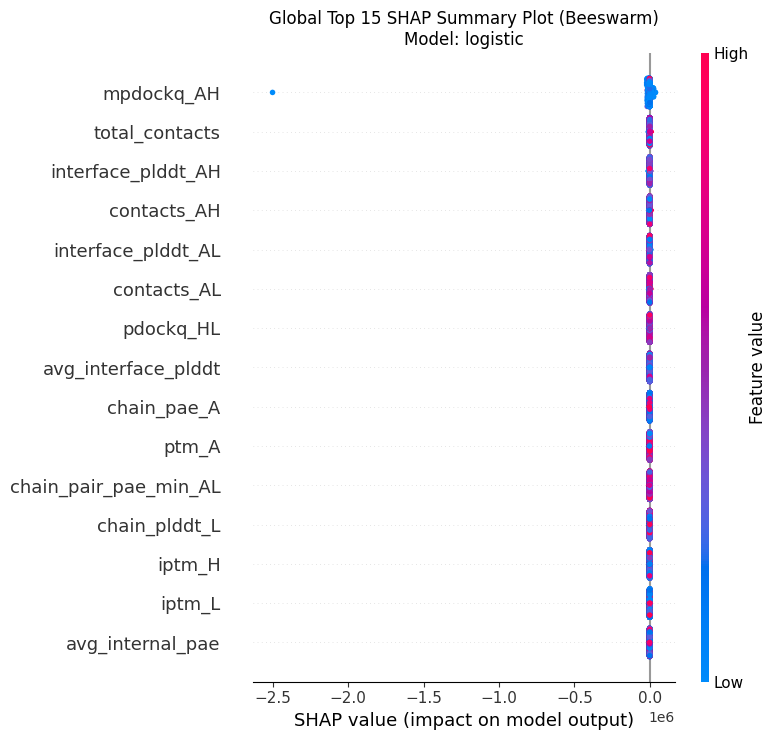 Global Top 15 SHAP Summary Plot (Beeswarm)
Model: logistic
High
mpdockq_AH
total_contacts
interface_plddt_AH
contacts_AH
interface_plddt_AL
contacts_AL
pdockq_HL
avg_interface_plddt
chain_pae_A
ptm_A
chain_pair_pae_min_AL
chain_plddt_L
iptm_H
iptm_L
avg_internal_pae
Feature value
Low
−2.5 −2.0 −1.5 −1.0 −0.5 0.0
1e6
SHAP value (impact on model output)